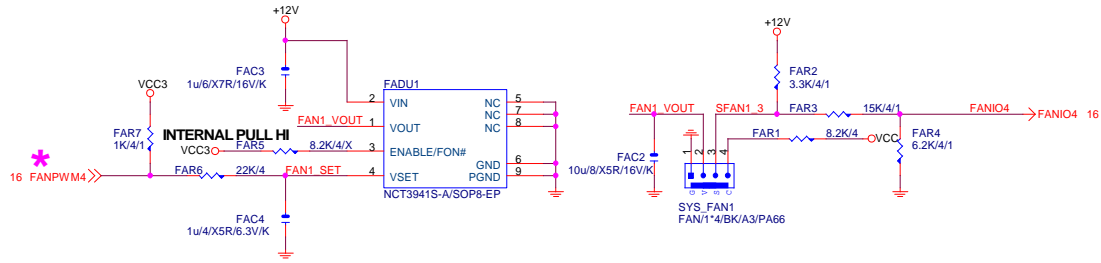 +12V
FAC3
1u/6/X7R/16V/K
VCC3
FAR7
1K/4/1
INTERNAL PULL HI
VCC3
FAR5
8.2K/4/X
*
16 FANPWM4
FAR6
22K/4
FAN1_SET
FAC4
1u/4/X5R/6.3V/K
FAN1_VOUT
FADU1
2 VIN
1 VOUT
3 ENABLE/FON#
4 VSET
NC 5
NC 7
NC 8
GND 6
PGND 9
NCT3941S-A/SOP8-EP
+12V
FAR2
3.3K/4/1
FAN1_VOUT
SFAN1_3
FAR3
15K/4/1
FANIO4 16
FAR1
8.2K/4
VCC
FAR4
6.2K/4/1
FAC2
10u/8/X5R/16V/K
1 2 3 4
G V S C
SYS_FAN1
FAN/1*4/BK/A3/PA66